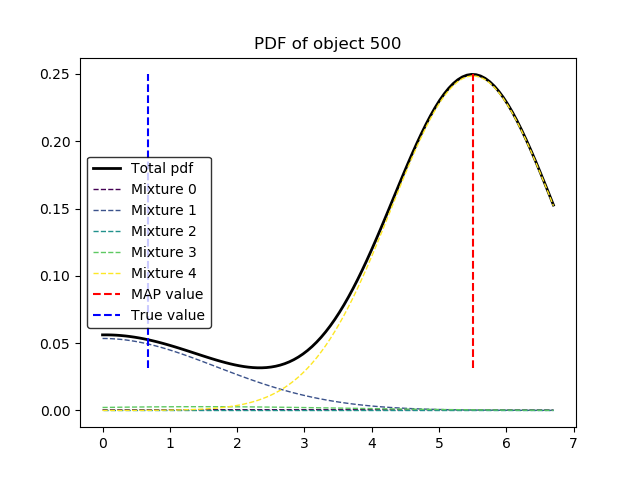 PDF of object 500
0.25
0.20
0.15
0.10
0.05
0.00
Total pdf
Mixture 0
Mixture 1
Mixture 2
Mixture 3
Mixture 4
MAP value
True value
0 1 2 3 4 5 6 7